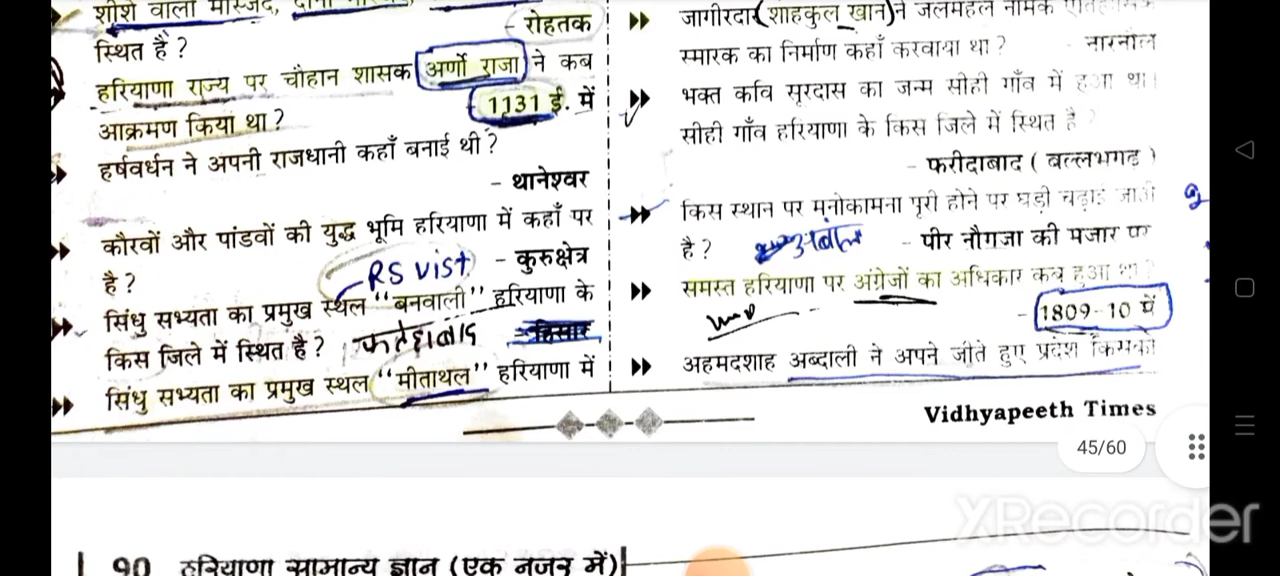 शीशे वाली मस्जिद,
स्थित है ?
- रोहतक
हरियाणा राज्य पर चौहान शासक अर्णो राजा ने कब
आक्रमण किया था?
- 1131 ई. में
हर्षवर्धन ने अपनी राजधानी कहाँ बनाई थी?
- थानेश्वर
कौरवों और पांडवों की युद्ध भूमि हरियाणा में कहाँ पर
है ?
RS vist
- कुरुक्षेत्र
सिंधु सभ्यता का प्रमुख स्थल "बनवाली" हरियाणा के
किस जिले में स्थित है? फतेहाबाद हिसार
सिंधु सभ्यता का प्रमुख स्थल "मीताथल" हरियाणा में
जागीरदार (शाहकुल खान) ने जलमहल नामक ऐतिहासिक
स्मारक का निर्माण कहाँ करवाया था? - नारनौल
भक्त कवि सूरदास का जन्म सीही गाँव में हुआ था।
सीही गाँव हरियाणा के किस जिले में स्थित है ?
- फरीदाबाद ( बल्लभगढ़ )
किस स्थान पर मनोकामना पूरी होने पर घड़ी चढ़ाई जाती
है ? - पीर नौगजा की मजार पर
समस्त हरियाणा पर अंग्रेजों का अधिकार कब हुआ था?
- 1809-10 में
अहमदशाह अब्दाली ने अपने जीते हुए प्रदेश किसको
Vidhyapeeth Times
45/60
90 हरियाणा सामान्य ज्ञान (एक नजर में)
XRecorder